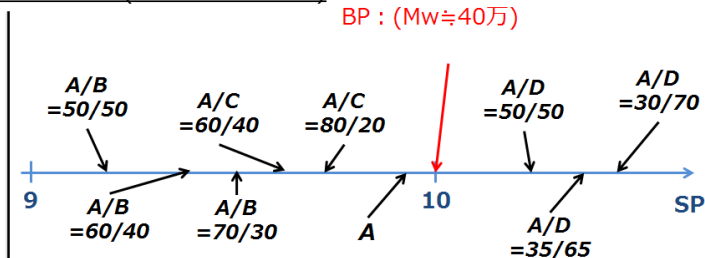 BP：(Mw≒40万)
A/B
=50/50
A/C
=60/40
A/C
=80/20
A/D
=50/50
A/D
=30/70
9
10
SP
A/B
=60/40
A/B
=70/30
A
A/D
=35/65